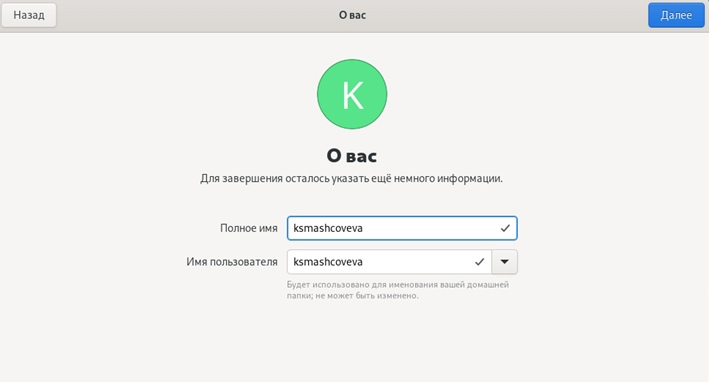 Назад
О вас
Далее
K
О вас
Для завершения осталось указать ещё немного информации.
Полное имя
ksmashcoveva
Имя пользователя
ksmashcoveva
Будет использовано для именования вашей домашней
папки; не может быть изменено.